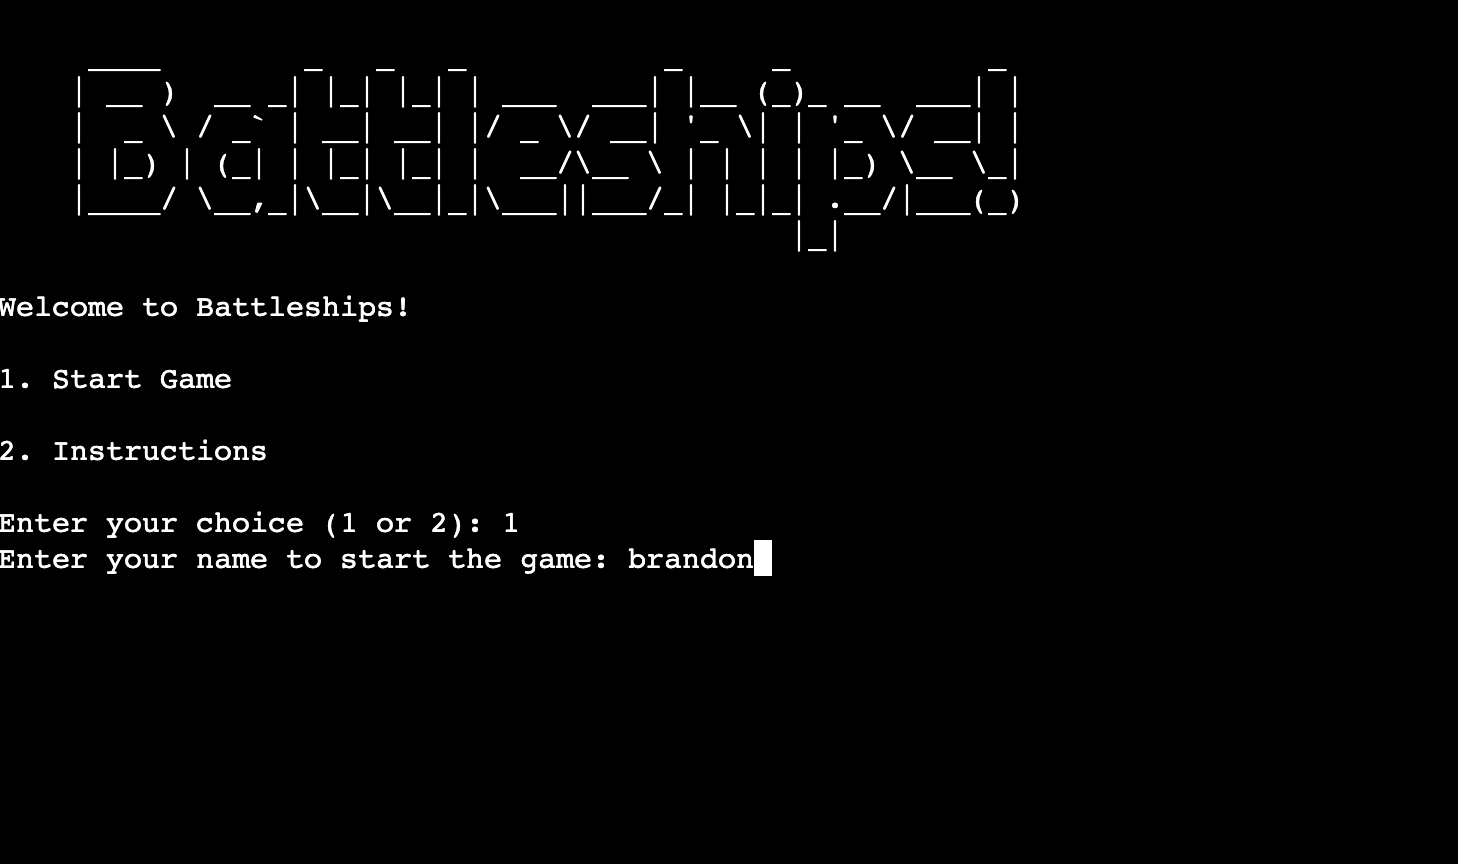 Battleships!
Welcome to Battleships!
1. Start Game
2. Instructions
Enter your choice (1 or 2): 1
Enter your name to start the game: brandon